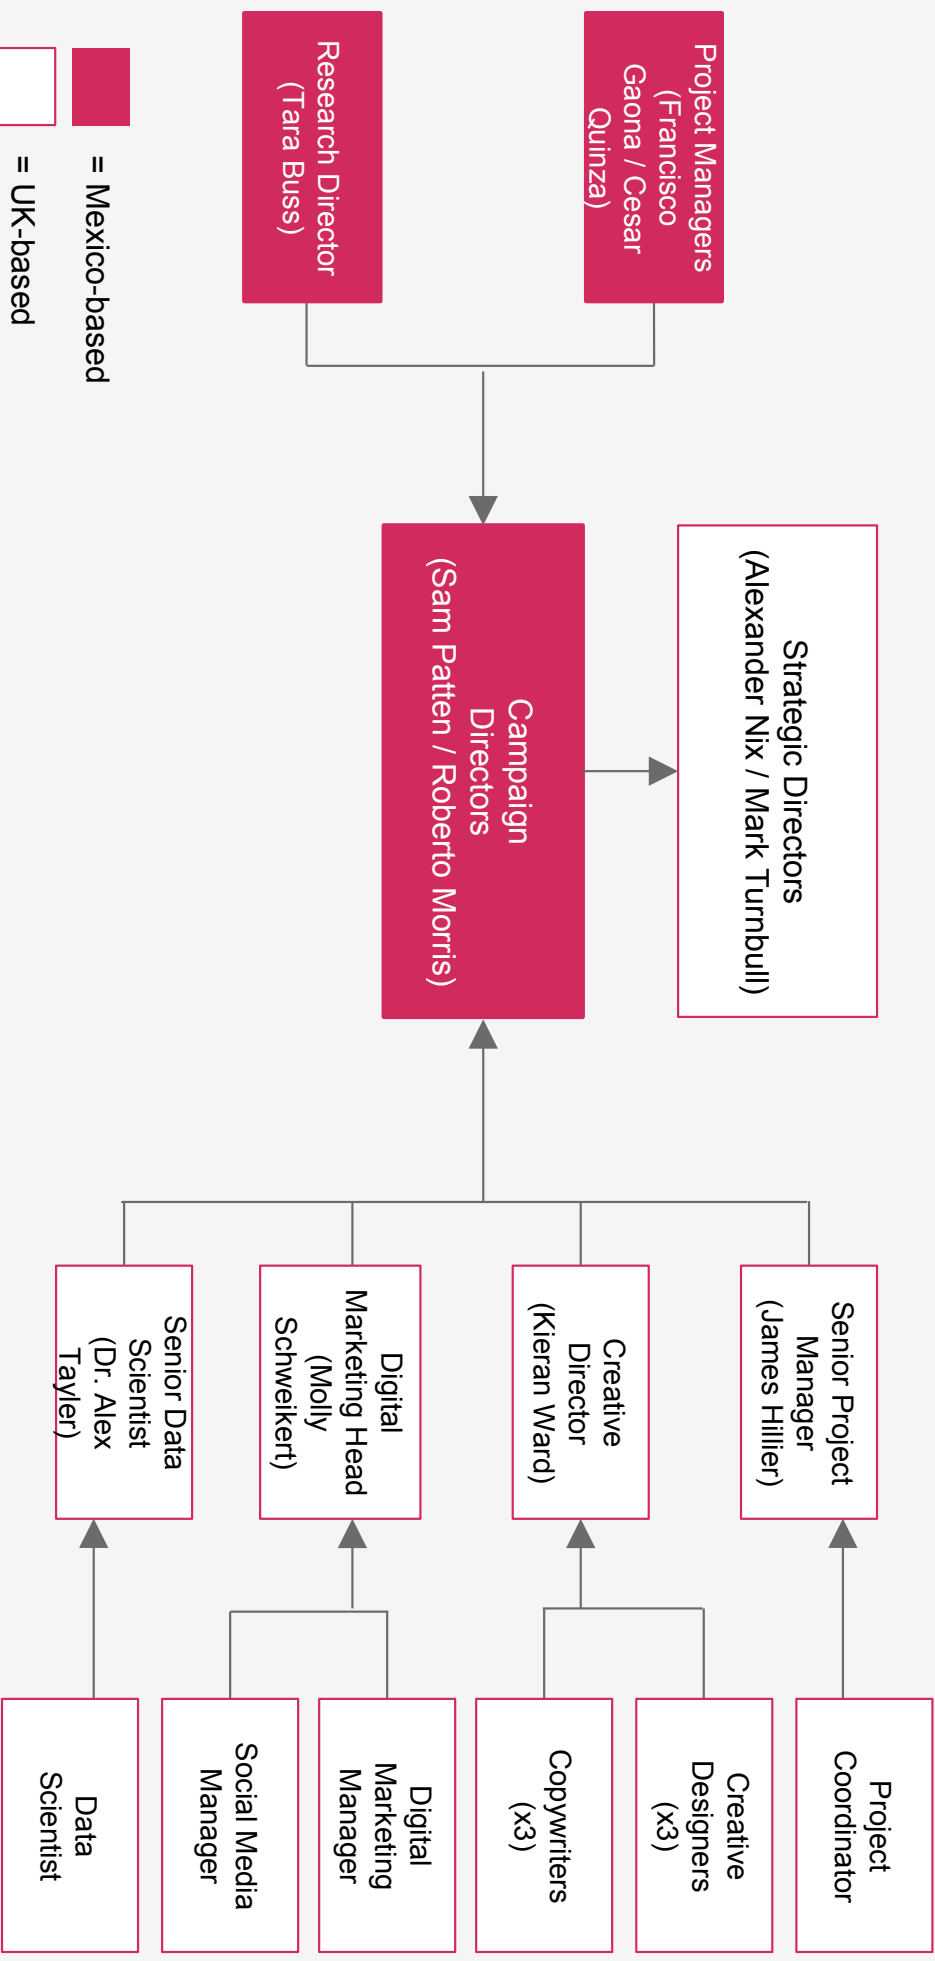 Strategic Directors
(Alexander Nix / Mark Turnbull)
Project Managers
(Francisco
Gaona / Cesar
Quinza)
Research Director
(Tara Buss)
Campaign
Directors
(Sam Patten / Roberto Morris)
Senior Project
Manager
(James Hillier)
Creative
Director
(Kieran Ward)
Digital
Marketing Head
(Molly
Schweikert)
Senior Data
Scientist
(Dr. Alex
Tayler)
Project
Coordinator
Creative
Designers
(x3)
Copywriters
(x3)
Digital
Marketing
Manager
Social Media
Manager
Data
Scientist
= Mexico-based
= UK-based